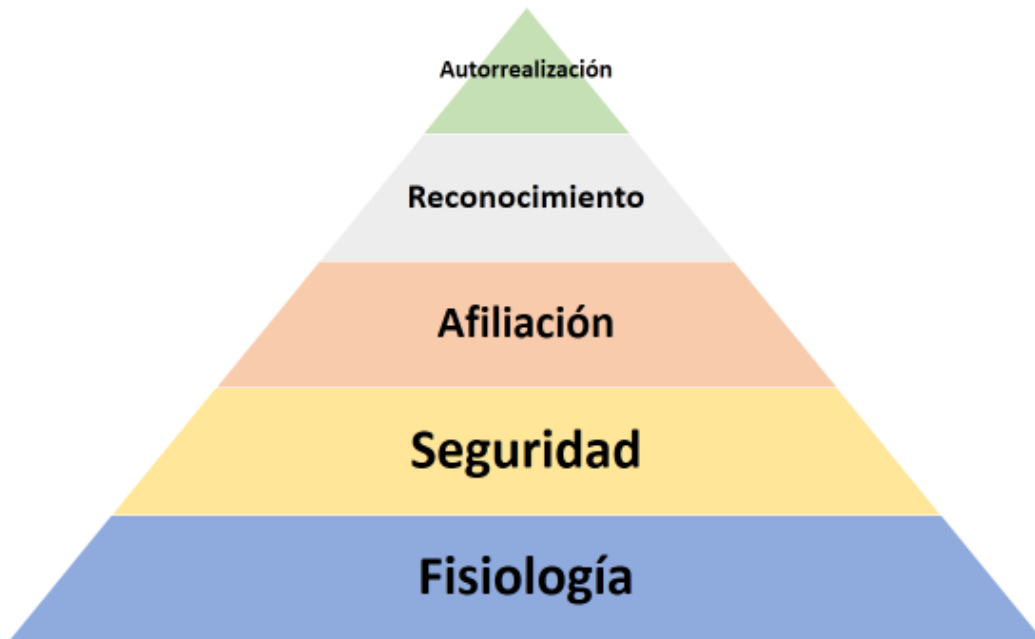 Autorrealización
Reconocimiento
Afiliación
Seguridad
Fisiología